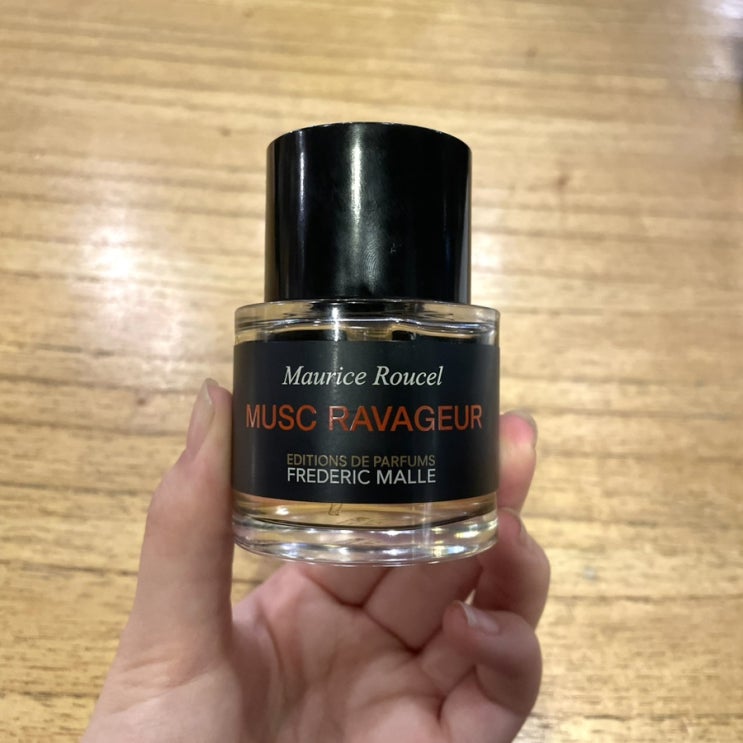 Maurice Roucel
MUSC RAVAGEUR
EDITIONS DE PARFUMS
FREDERIC MALLE